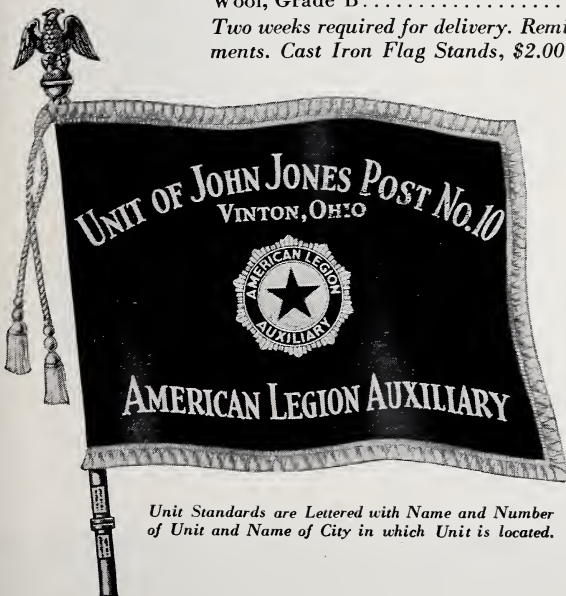 Wool, Grade B....................
Two weeks required for delivery. Remi
ments. Cast Iron Flag Stands, $2.00
UNIT OF JOHN JONES POST NO.10
VINTON, OHIO
AMERICAN LEGION
AUXILIARY
AMERICAN LEGION AUXILIARY
Unit Standards are Lettered with Name and Number
of Unit and Name of City in which Unit is located.